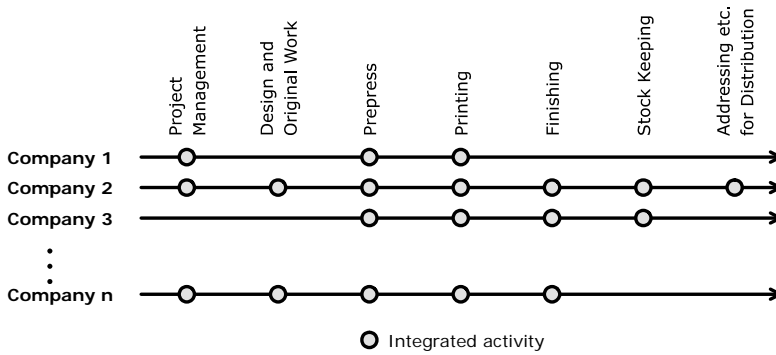 Project
Management
Design and
Original Work
Prepress
Printing
Finishing
Stock Keeping
Addressing etc.
for Distribution
Company 1
Company 2
Company 3
Company n
Integrated activity